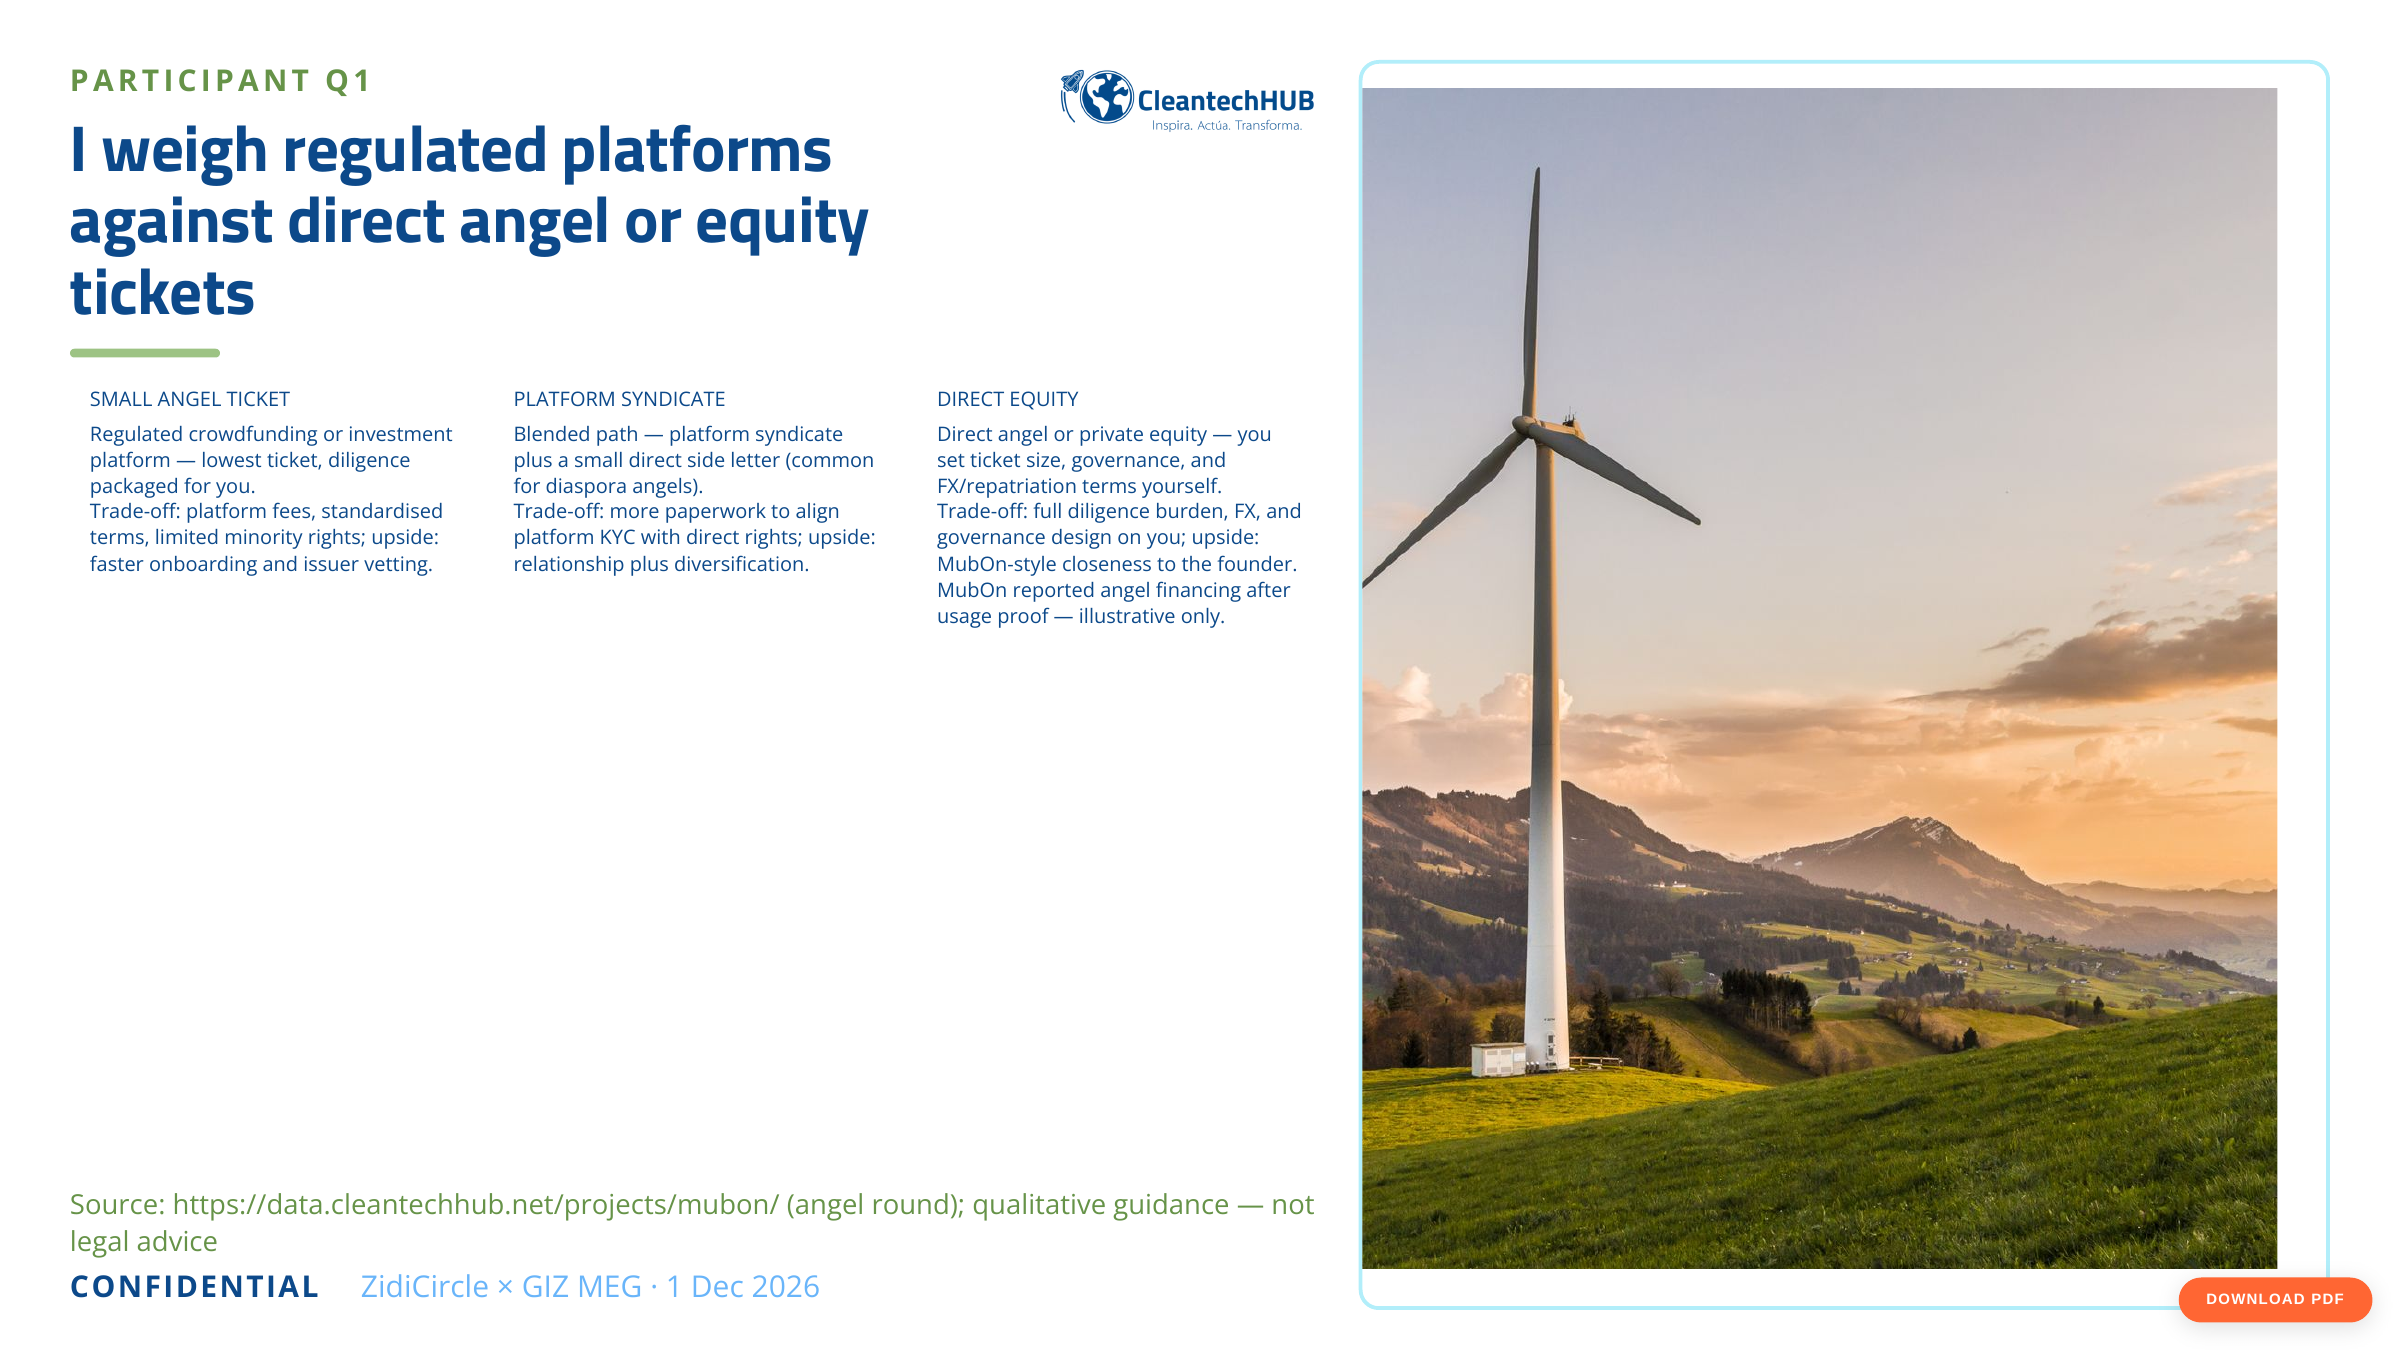 PARTICIPANT Q1
CleantechHUB
Inspira. Actúa. Transforma.
I weigh regulated platforms
against direct angel or equity
tickets
SMALL ANGEL TICKET
Regulated crowdfunding or investment
platform — lowest ticket, diligence
packaged for you.
Trade-off: platform fees, standardised
terms, limited minority rights; upside:
faster onboarding and issuer vetting.
PLATFORM SYNDICATE
Blended path — platform syndicate
plus a small direct side letter (common
for diaspora angels).
Trade-off: more paperwork to align
platform KYC with direct rights; upside:
relationship plus diversification.
DIRECT EQUITY
Direct angel or private equity — you
set ticket size, governance, and
FX/repatriation terms yourself.
Trade-off: full diligence burden, FX, and
governance design on you; upside:
MubOn-style closeness to the founder.
MubOn reported angel financing after
usage proof — illustrative only.
Source: https://data.cleantechhub.net/projects/mubon/ (angel round); qualitative guidance — not
legal advice
CONFIDENTIAL ZidiCircle × GIZ MEG · 1 Dec 2026
DOWNLOAD PDF